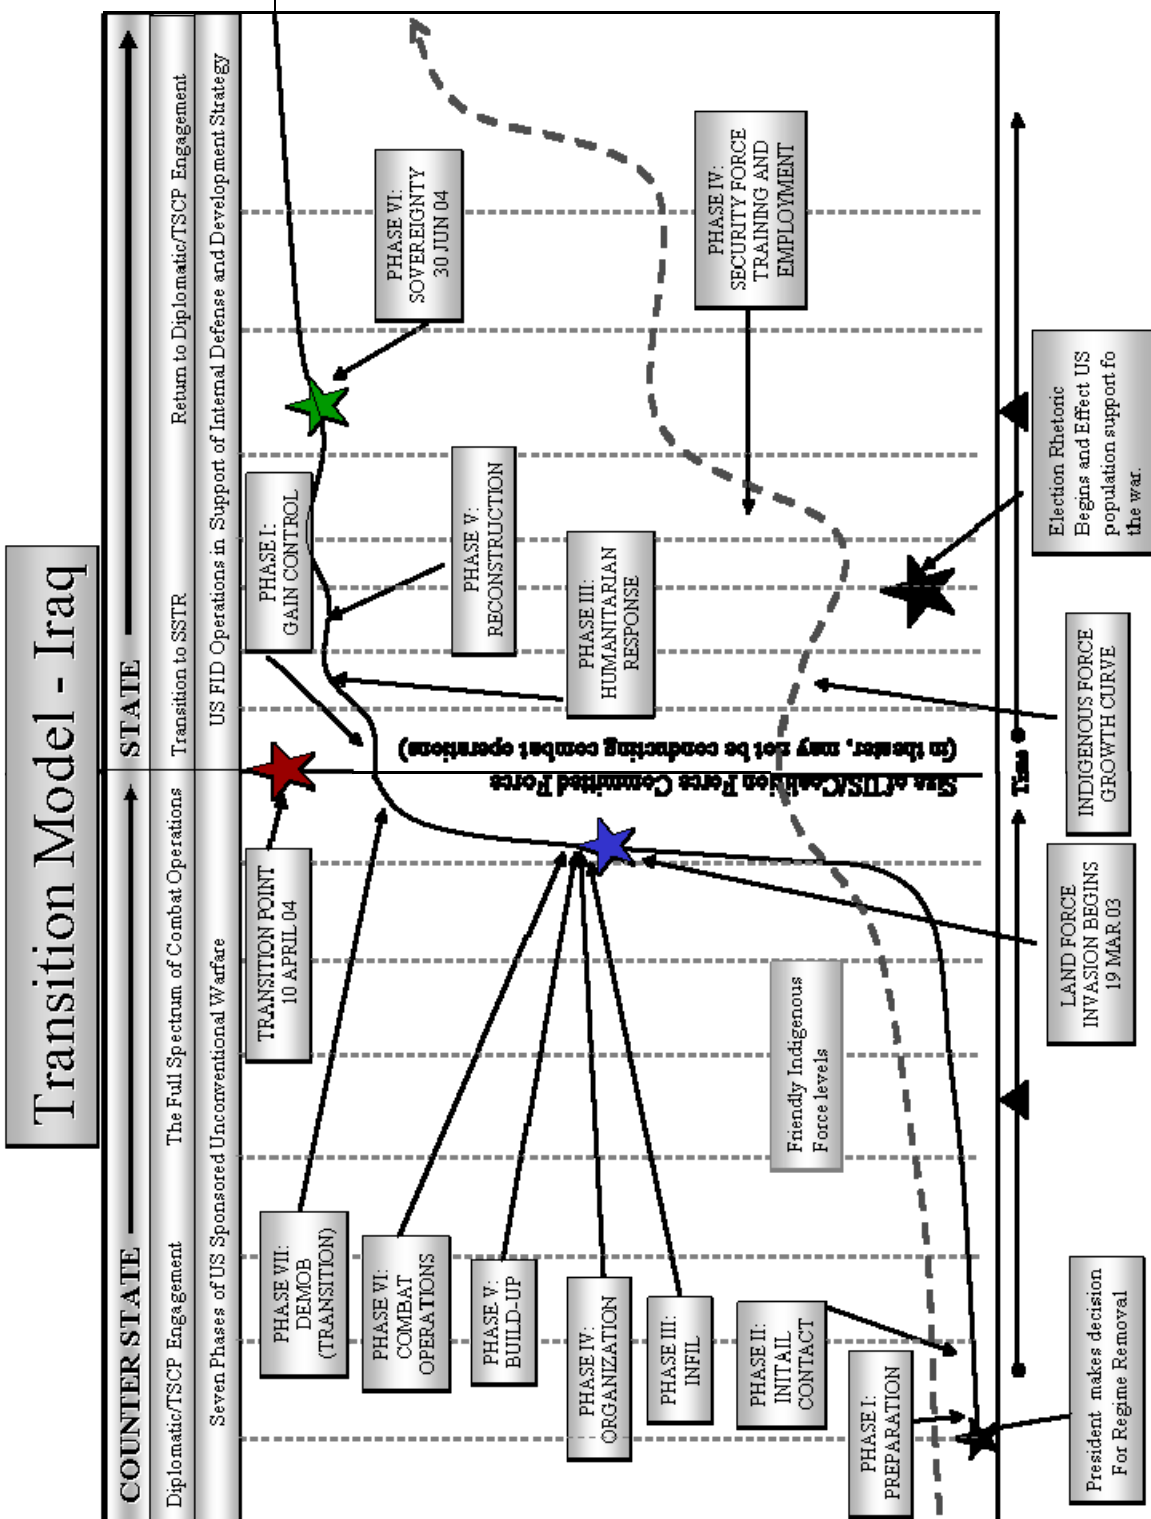 Transition Model - Iraq
COUNTER STATE
STATE
Diplomatic/TSCP Engagement
The Full Spectrum of Combat Operations
Transition to SSTR
Return to Diplomatic/TSCP Engagement
Seven Phases of US Sponsored Unconventional Warfare
US FID Operations in Support of Internal Defense and Development Strategy
PHASE VII:
DEMOB
(TRANSITION)
TRANSITION POINT
10 APRIL 04
PHASE I:
GAIN CONTROL
PHASE VI:
SOVEREIGNTY
30 JUN 04
PHASE VI:
COMBAT
OPERATIONS
PHASE V:
RECONSTRUCTION
PHASE V:
BUILD-UP
PHASE III:
HUMANITARIAN
RESPONSE
PHASE IV:
ORGANIZATION
PHASE IV:
SECURITY FORCE
TRAINING AND
EMPLOYMENT
PHASE III:
INFIL
Size of US/Coalition Force Committed Force
(in theater, may not be conducting combat operations)
PHASE II:
INITAIL
CONTACT
Friendly Indigenous
Force levels
PHASE I:
PREPARATION
Time
President makes decision
For Regime Removal
LAND FORCE
INVASION BEGINS
19 MAR 03
INDIGENOUS FORCE
GROWTH CURVE
Election Rhetoric
Begins and Effect US
population support fo
the war.